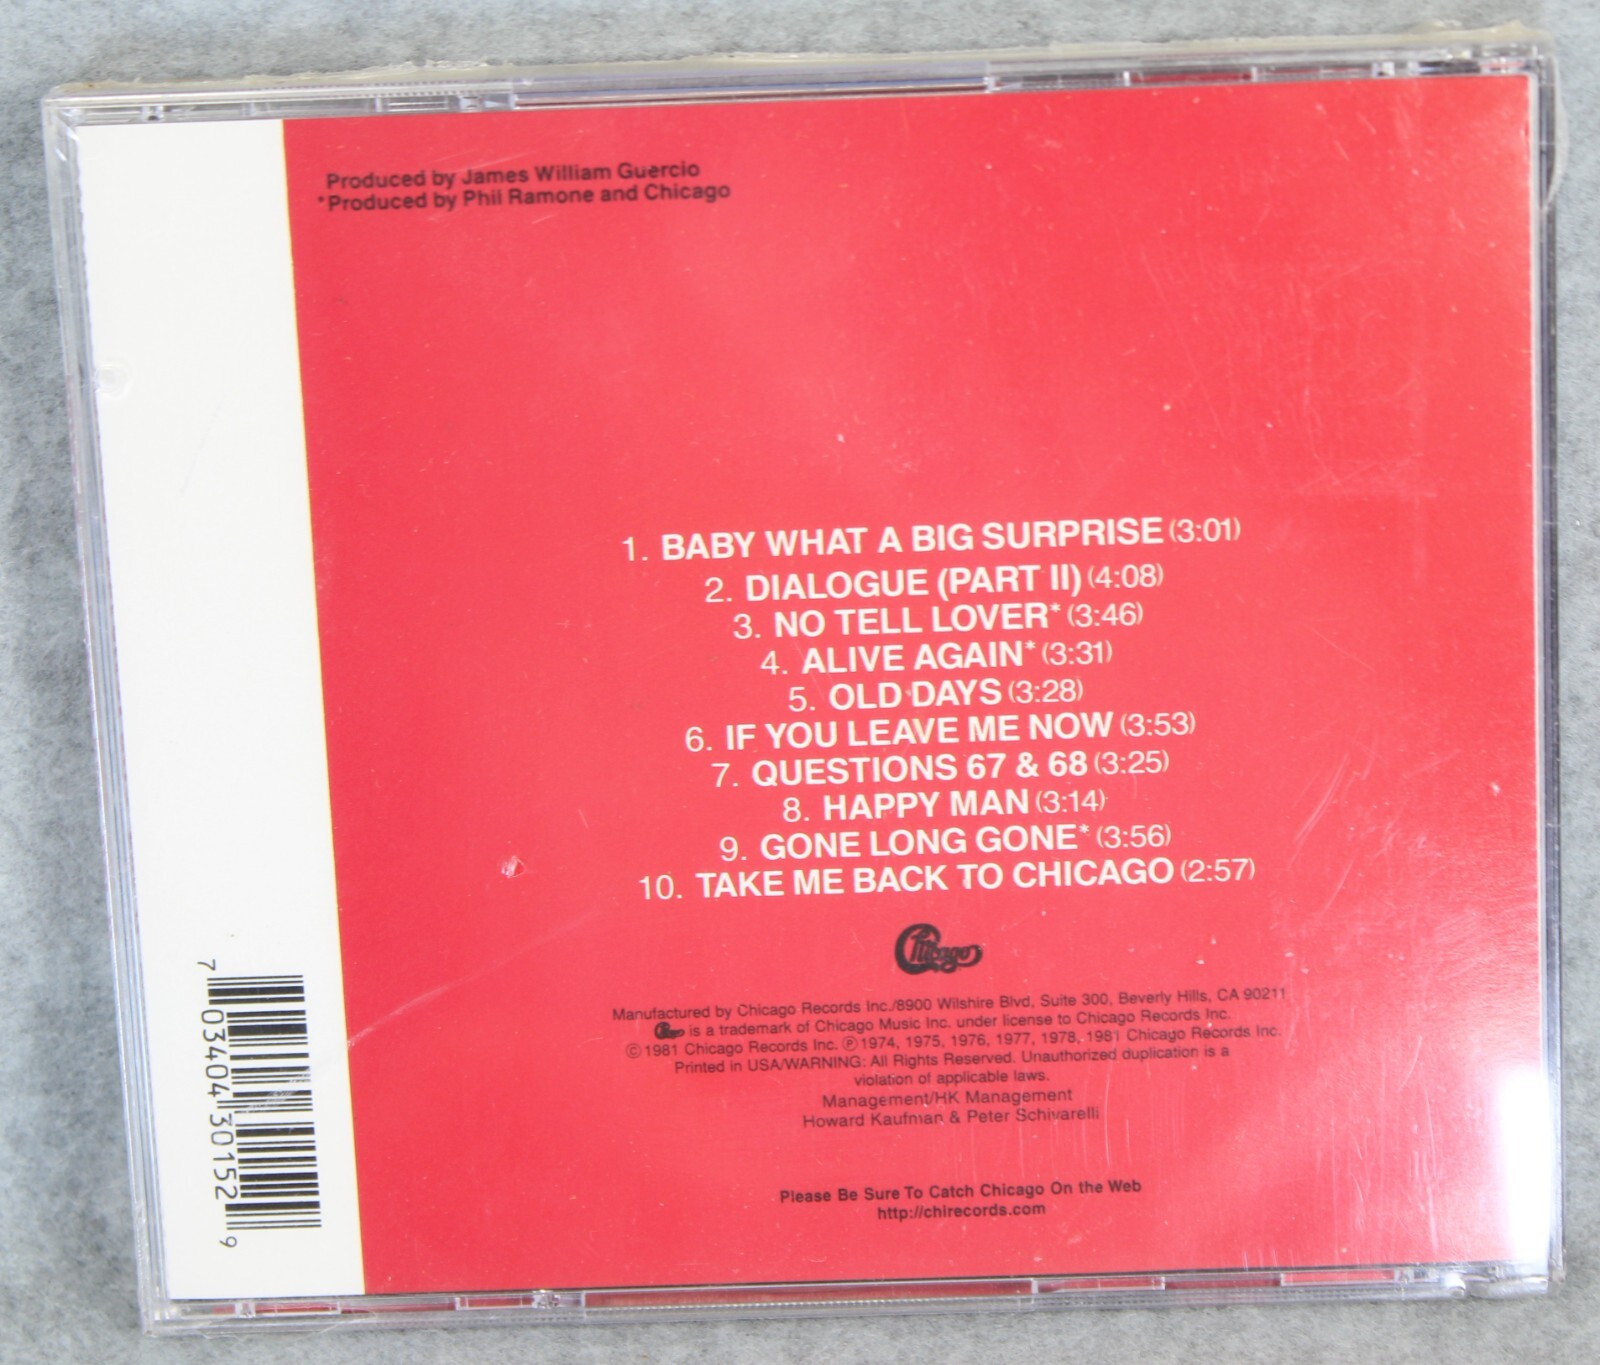 Produced by James William Guercio
*Produced by Phil Ramone and Chicago
1. BABY WHAT A BIG SURPRISE (3:01)
2. DIALOGUE (PART II) (4:08)
3. NO TELL LOVER* (3:46)
4. ALIVE AGAIN* (3:31)
5. OLD DAYS (3:28)
6. IF YOU LEAVE ME NOW (3:53)
7. QUESTIONS 67 & 68 (3:25)
8. HAPPY MAN (3:14)
9. GONE LONG GONE* (3:56)
10. TAKE ME BACK TO CHICAGO (2:57)
Chicago
Manufactured by Chicago Records Inc./8900 Wilshire Blvd, Suite 300, Beverly Hills, CA 90211
Chicago is a trademark of Chicago Music Inc. under license to Chicago Records Inc.
©1981 Chicago Records Inc. ℗1974, 1975, 1976, 1977, 1978, 1981 Chicago Records Inc.
Printed in USA/WARNING: All Rights Reserved. Unauthorized duplication is a
violation of applicable laws.
Management/HK Management
Howard Kaufman & Peter Schivarelli
Please Be Sure To Catch Chicago On the Web
http://chirecords.com
7 03404 30152 9